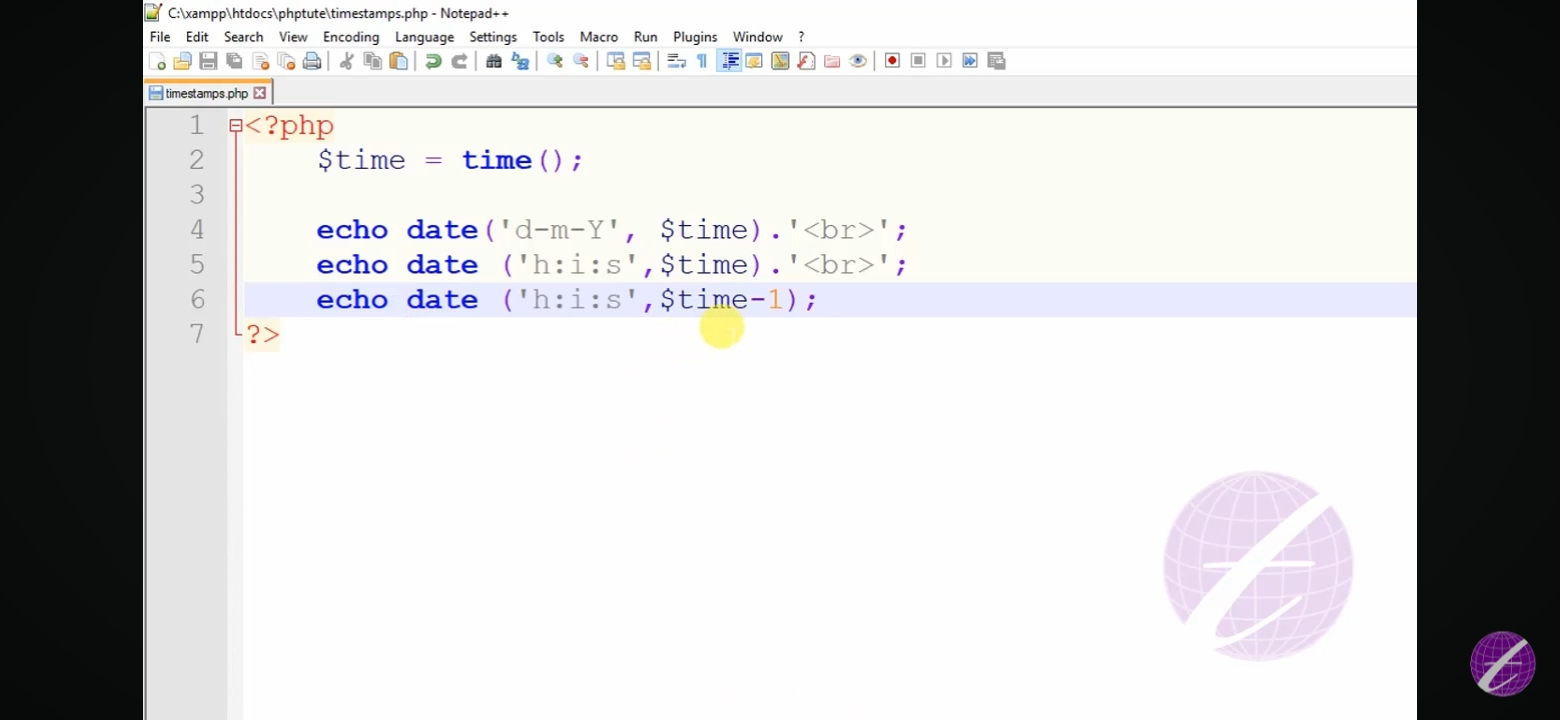 C:\xampp\htdocs\phptute\timestamps.php - Notepad++
File Edit Search View Encoding Language Settings Tools Macro Run Plugins Window ?
timestamps.php
1 <?php
2 $time = time();
3
4 echo date('d-m-Y', $time).'<br>';
5 echo date ('h:i:s',$time).'<br>';
6 echo date ('h:i:s',$time-1);
7 ?>